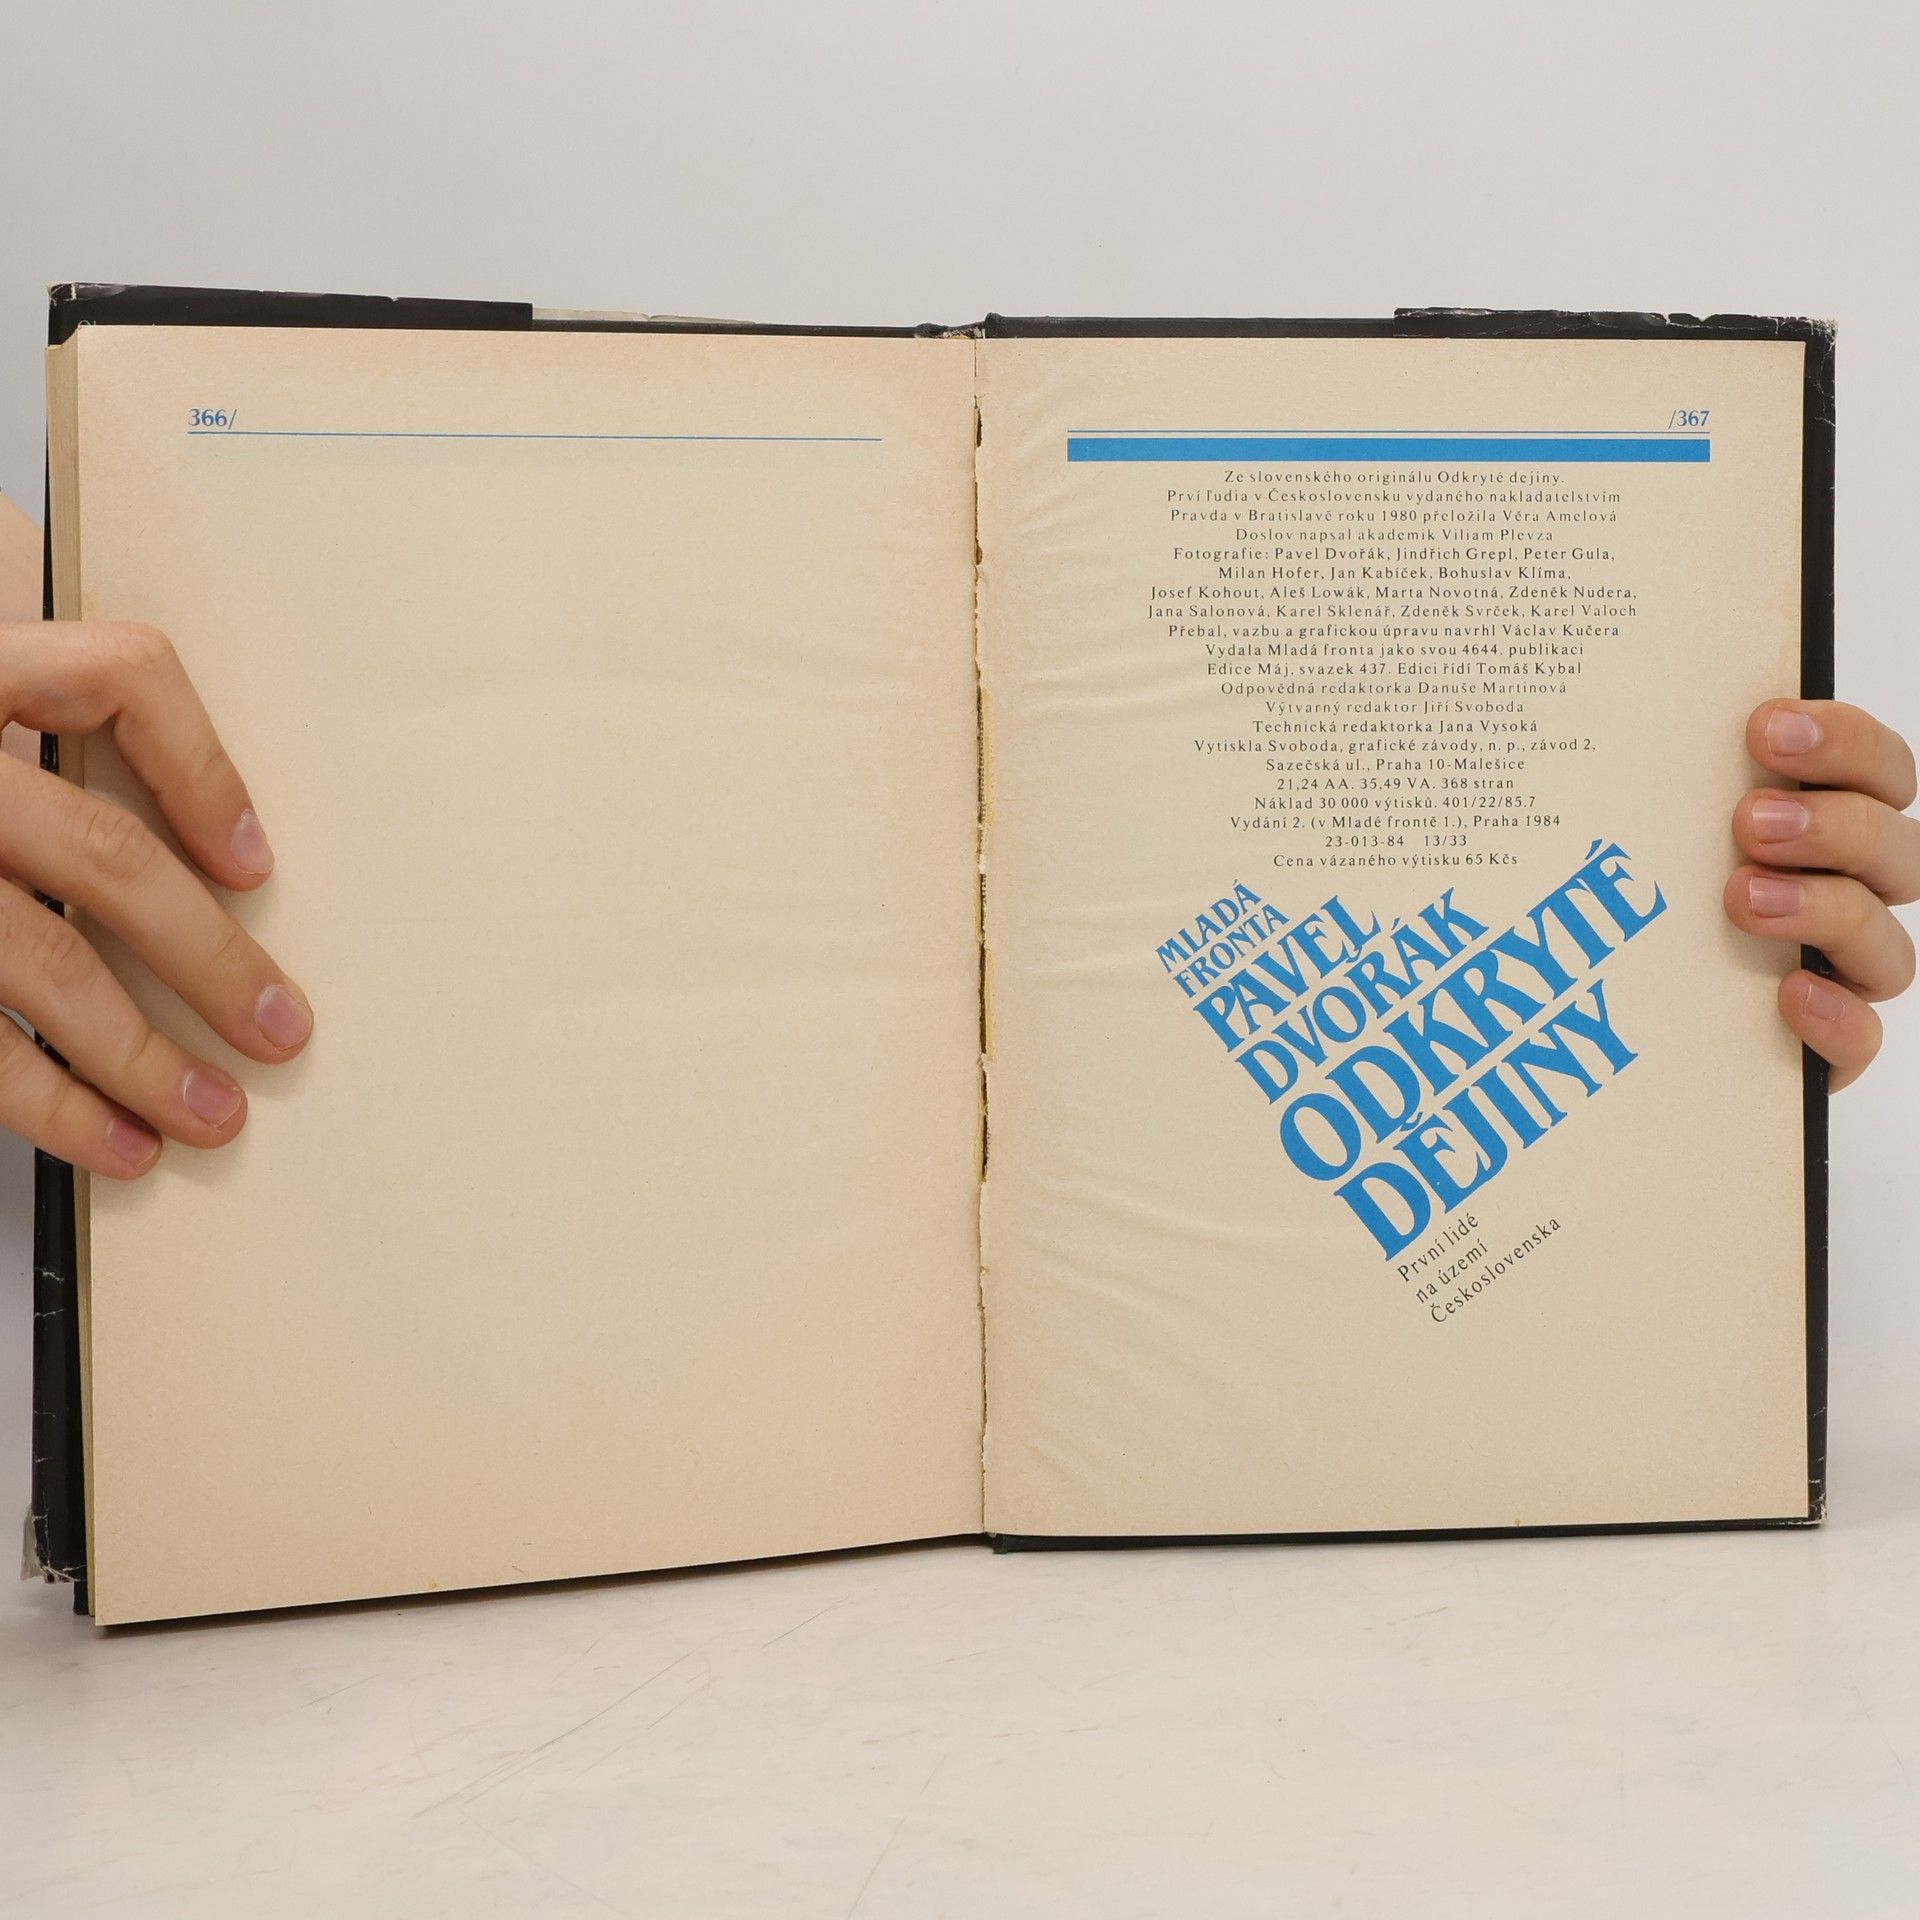 366/
/367
Ze slovenského originálu Odkryté dejiny.
Prví ľudia v Československu vydaného nakladatelstvím
Pravda v Bratislavě roku 1980 přeložila Věra Amelová
Doslov napsal akademik Viliam Plevza
Fotografie: Pavel Dvořák, Jindřich Grepl, Peter Gula,
Milan Hofer, Jan Kabíček, Bohuslav Klíma,
Josef Kohout, Aleš Lowák, Marta Novotná, Zdeněk Nudera,
Jana Salonová, Karel Sklenář, Zdeněk Svrček, Karel Valoch
Přebal, vazbu a grafickou úpravu navrhl Václav Kučera
Vydala Mladá fronta jako svou 4644. publikaci
Edice Máj, svazek 437. Edici řídí Tomáš Kybal
Odpovědná redaktorka Danuše Martinová
Výtvarný redaktor Jiří Svoboda
Technická redaktorka Jana Vysoká
Vytiskla Svoboda, grafické závody, n. p., závod 2,
Sazečská ul., Praha 10-Malešice
21,24 AA. 35,49 VA. 368 stran
Náklad 30 000 výtisků. 401/22/85.7
Vydání 2. (v Mladé frontě 1.), Praha 1984
23-013-84 13/33
Cena vázaného výtisku 65 Kčs
MLADÁ
FRONTA
PAVEL
DVOŘÁK
ODKRYTÉ
DĚJINY
První lidé
na území
Československa